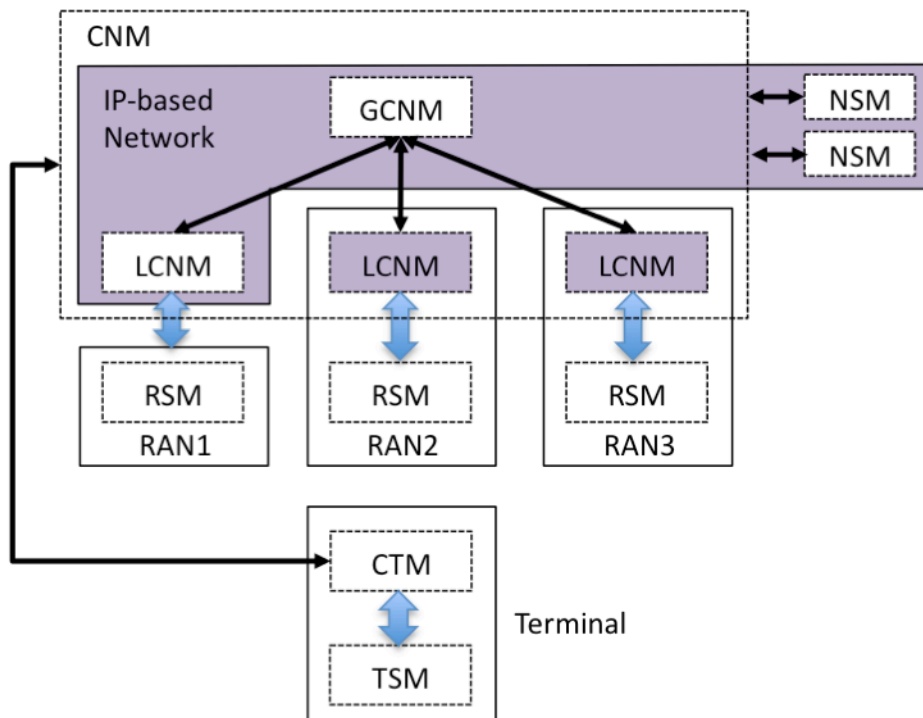 CNM
IP-based
Network
GCNM
NSM
NSM
LCNM
LCNM
LCNM
RSM
RSM
RSM
RAN1
RAN2
RAN3
CTM
Terminal
TSM